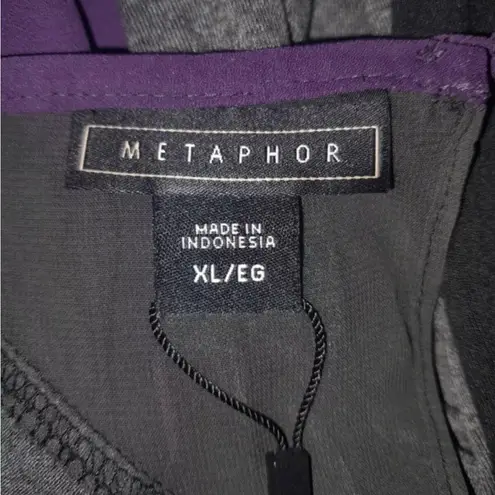 METAPHOR
MADE IN
INDONESIA
XL/EG